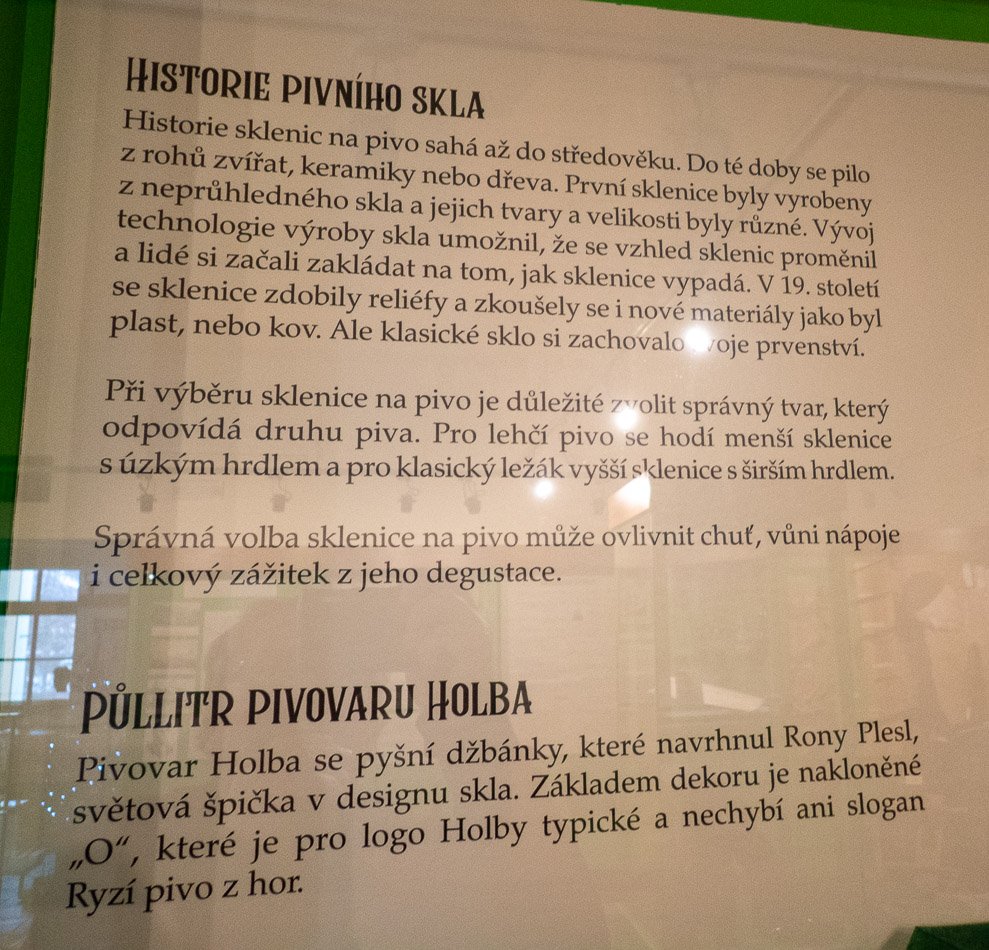 Historie pivního skla
Historie sklenic na pivo sahá až do středověku. Do té doby se pilo
z rohů zvířat, keramiky nebo dřeva. První sklenice byly vyrobeny
z neprůhledného skla a jejich tvary a velikosti byly různé. Vývoj
technologie výroby skla umožnil, že se vzhled sklenic proměnil
a lidé si začali zakládat na tom, jak sklenice vypadá. V 19. století
se sklenice zdobily reliéfy a zkoušely se i nové materiály jako byl
plast, nebo kov. Ale klasické sklo si zachovalo svoje prvenství.
Při výběru sklenice na pivo je důležité zvolit správný tvar, který
odpovídá druhu piva. Pro lehčí pivo se hodí menší sklenice
s úzkým hrdlem a pro klasický ležák vyšší sklenice s širším hrdlem.
Správná volba sklenice na pivo může ovlivnit chuť, vůni nápoje
i celkový zážitek z jeho degustace.
Půllitr pivovaru Holba
Pivovar Holba se pyšní džbánky, které navrhnul Rony Plesl,
světová špička v designu skla. Základem dekoru je nakloněné
„O“, které je pro logo Holby typické a nechybí ani slogan
Ryzí pivo z hor.